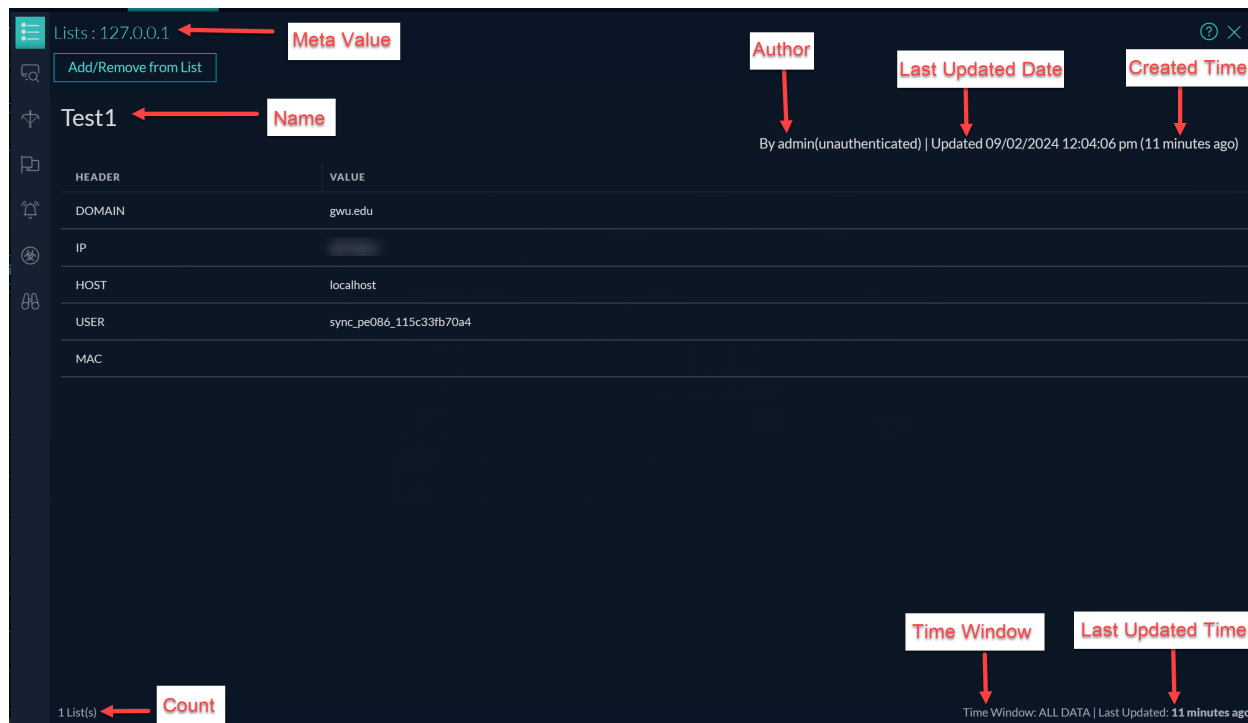 Lists : 127.0.0.1
Meta Value
Add/Remove from List
Author
Last Updated Date
Created Time
Test1
Name
By admin(unauthenticated) | Updated 09/02/2024 12:04:06 pm (11 minutes ago)
HEADER VALUE
DOMAIN gwu.edu
IP
HOST localhost
USER sync_pe086_115c33fb70a4
MAC
Time Window
Last Updated Time
1 List(s)
Count
Time Window: ALL DATA | Last Updated: 11 minutes ago